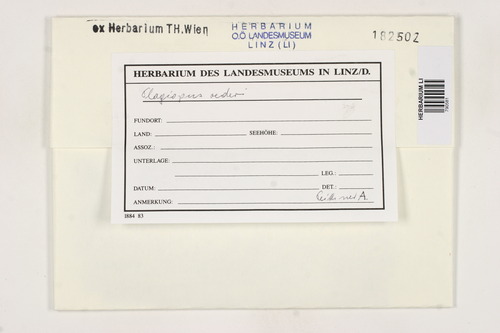 ex Herbarium TH.Wien
HERBARIUM
O.Ö LANDESMUSEUM
LINZ (LI)
182502
HERBARIUM LI
HERBARIUM DES LANDESMUSEUMS IN LINZ/D.
FUNDORT:
LAND: SEEHÖHE:
ASSOZ.:
UNTERLAGE:
LEG.:
DATUM: DET.:
ANMERKUNG: A.
1884 83